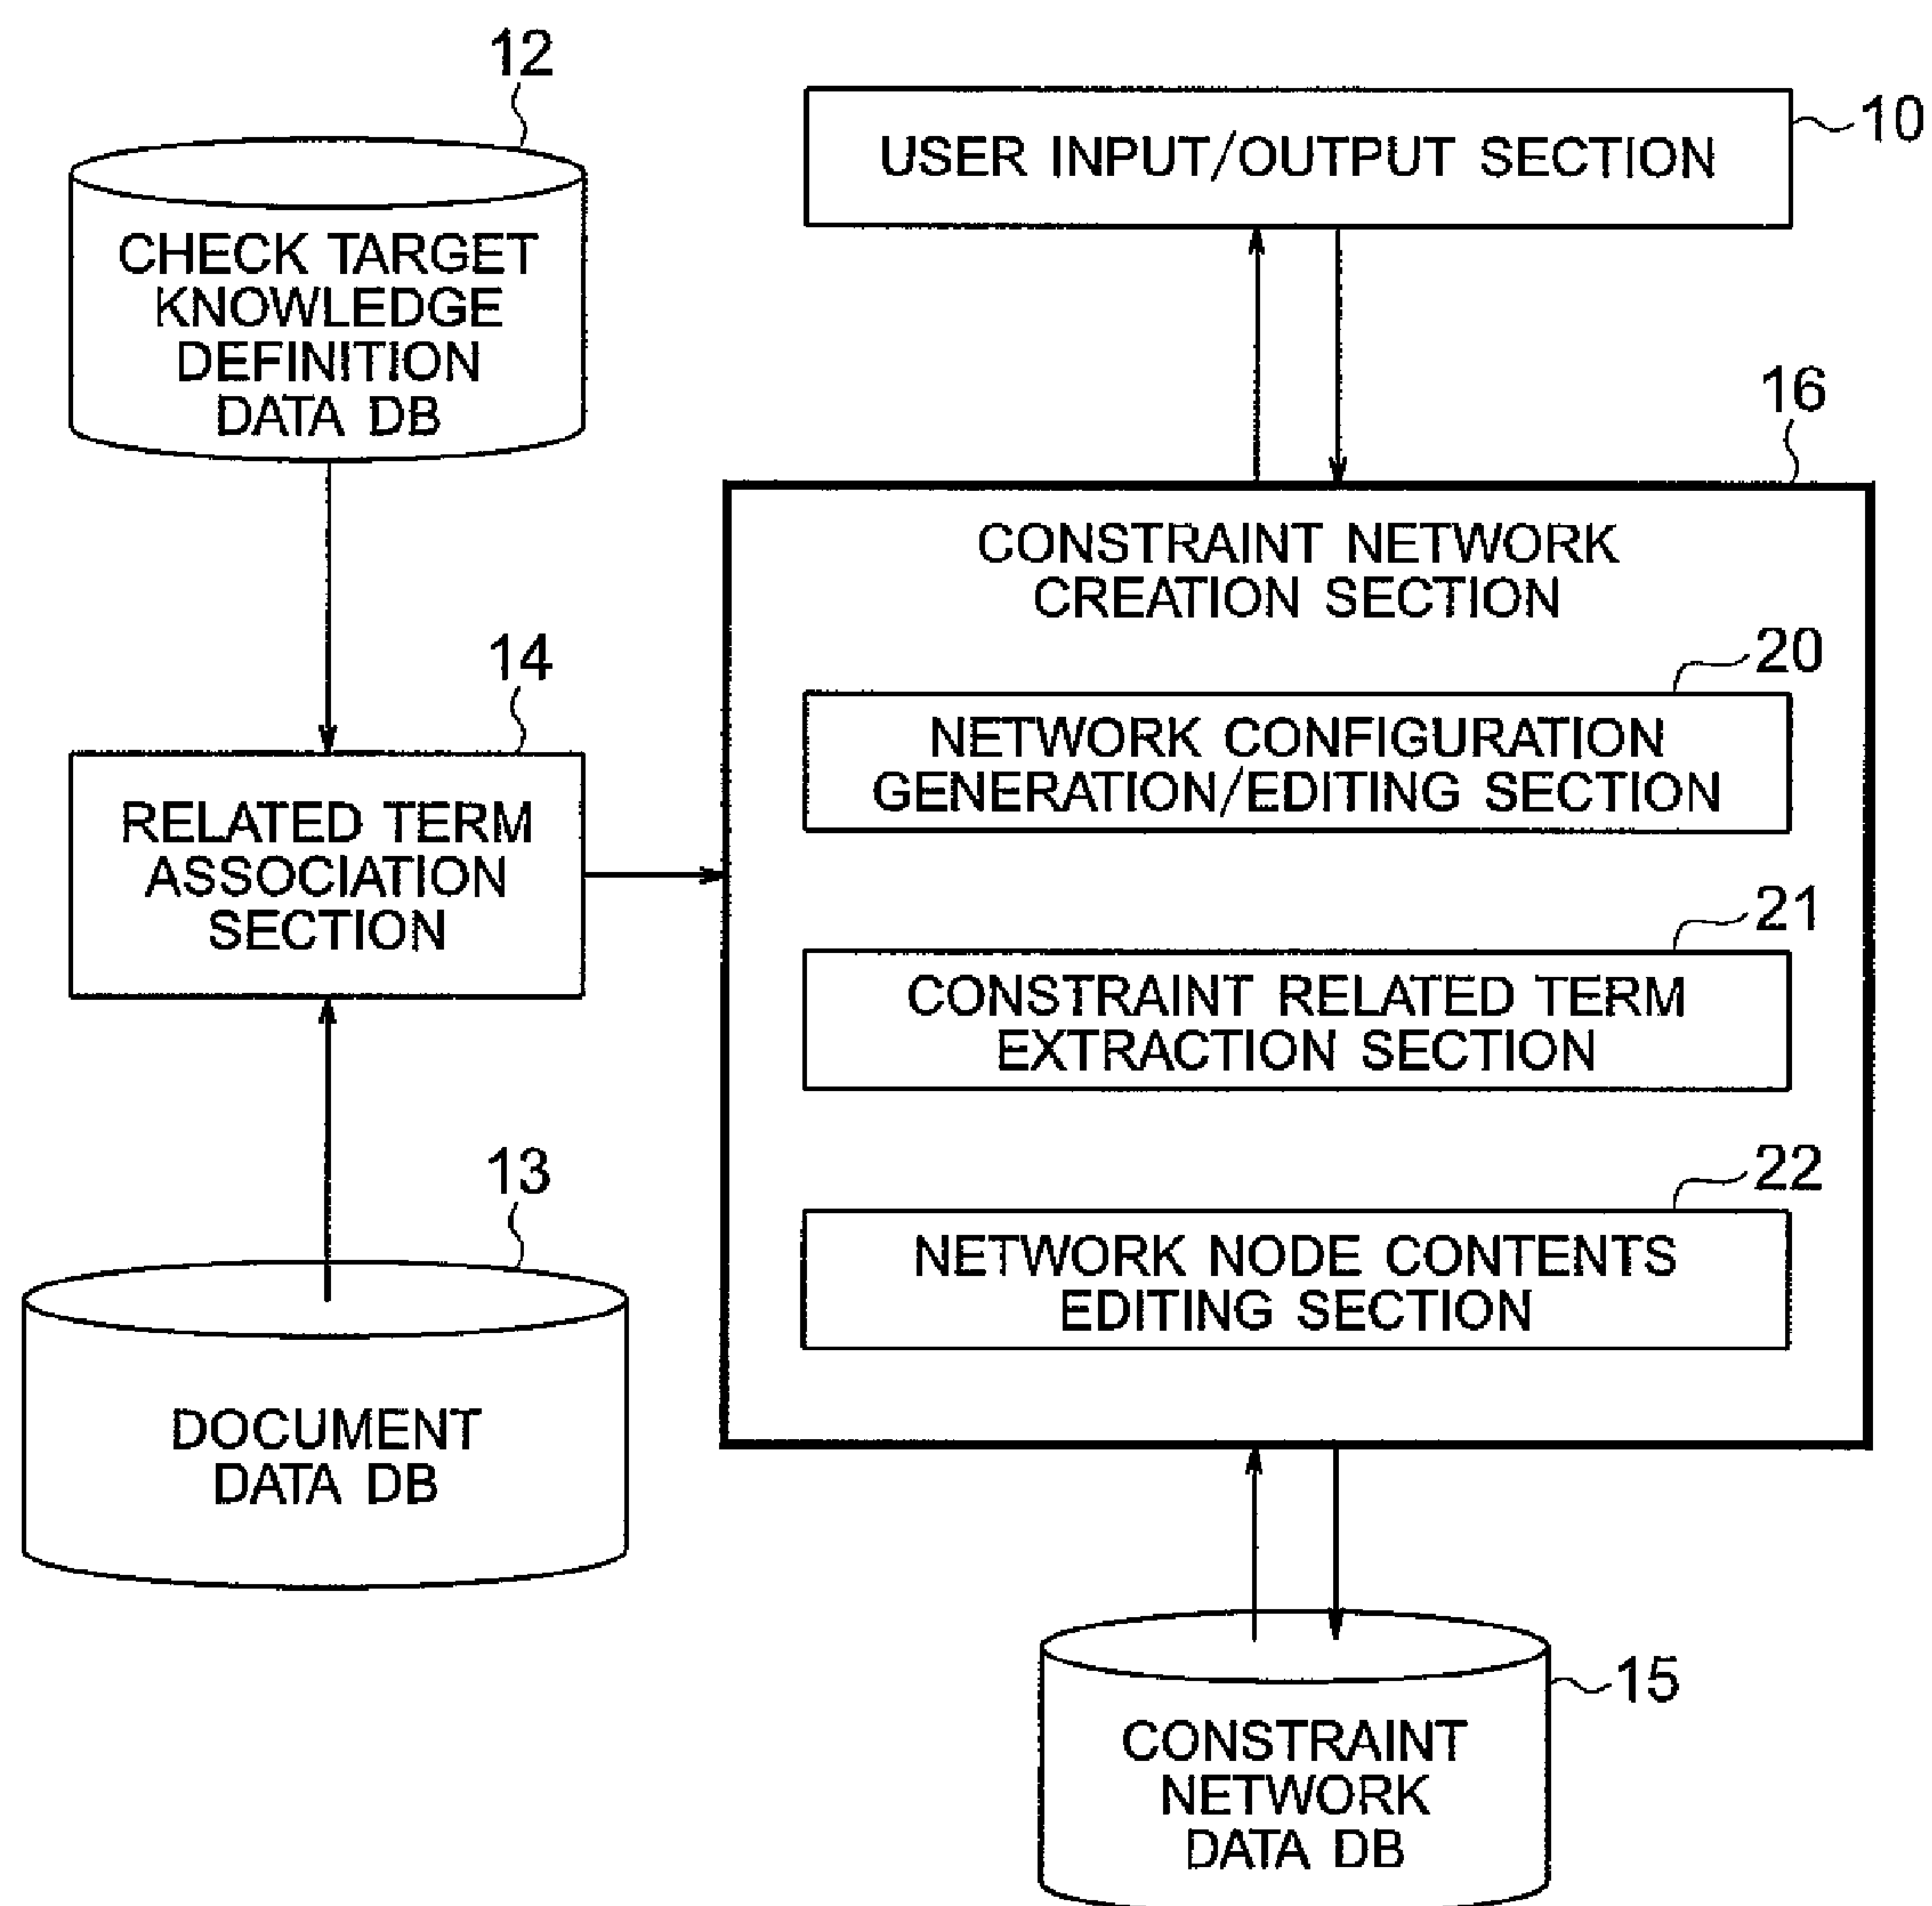 12
CHECK TARGET
KNOWLEDGE
DEFINITION
DATA DB
USER INPUT/OUTPUT SECTION
10
16
CONSTRAINT NETWORK
CREATION SECTION
20
NETWORK CONFIGURATION
GENERATION/EDITING SECTION
21
CONSTRAINT RELATED TERM
EXTRACTION SECTION
22
NETWORK NODE CONTENTS
EDITING SECTION
14
RELATED TERM
ASSOCIATION
SECTION
13
DOCUMENT
DATA DB
15
CONSTRAINT
NETWORK
DATA DB